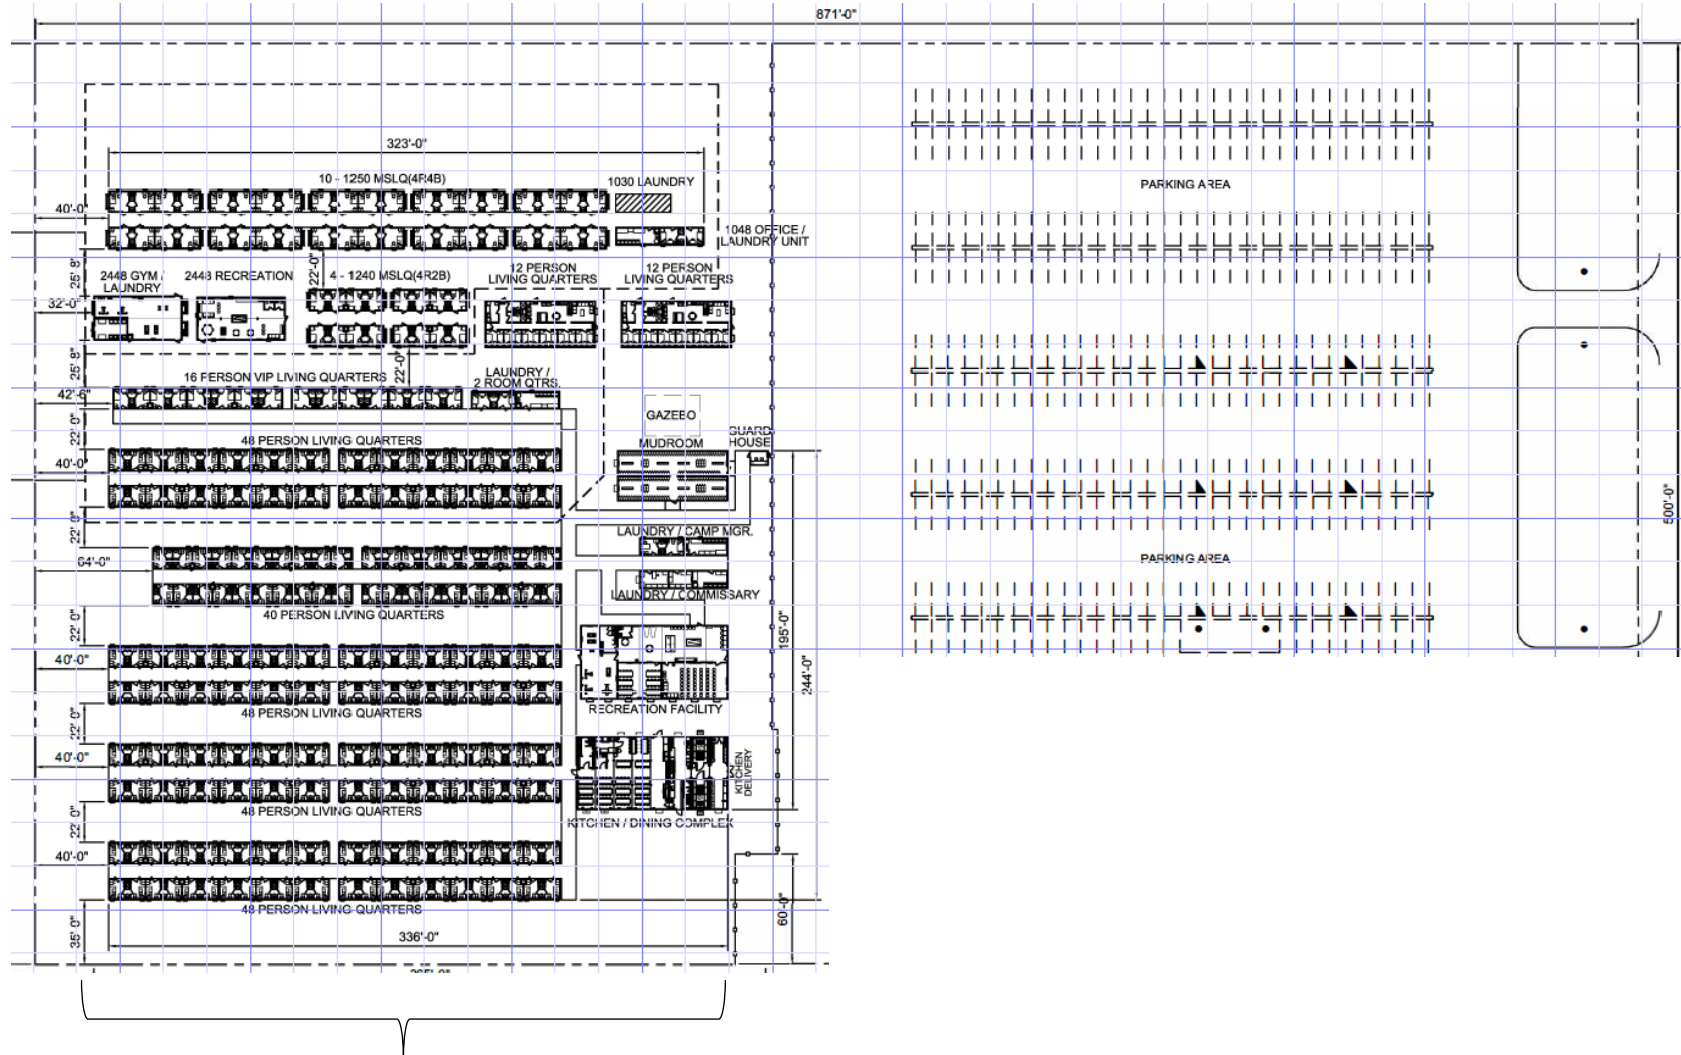 871'-0"
323'-0"
10 - 1250 MSLQ(4R4B)
1030 LAUNDRY
PARKING AREA
40'-0"
1048 OFFICE /
LAUNDRY UNIT
25'-8"
22'-0"
2448 GYM /
LAUNDRY
2448 RECREATION
4 - 1240 MSLQ(4R2B)
12 PERSON
LIVING QUARTERS
12 PERSON
LIVING QUARTERS
32'-0"
25'-8"
22'-0"
16 PERSON VIP LIVING QUARTERS
LAUNDRY /
2 ROOM QTRS.
42'-6"
GAZEBO
22'-0"
48 PERSON LIVING QUARTERS
MUDROOM
GUARD
HOUSE
40'-0"
500'-0"
22'-0"
LAUNDRY / CAMP MGR.
64'-0"
PARKING AREA
LAUNDRY / COMMISSARY
40 PERSON LIVING QUARTERS
22'-0"
195'-0"
40'-0"
244'-0"
RECREATION FACILITY
48 PERSON LIVING QUARTERS
22'-0"
40'-0"
KITCHEN
DELIVERY
48 PERSON LIVING QUARTERS
KITCHEN / DINING COMPLEX
22'-0"
40'-0"
48 PERSON LIVING QUARTERS
60'-0"
35'-0"
336'-0"